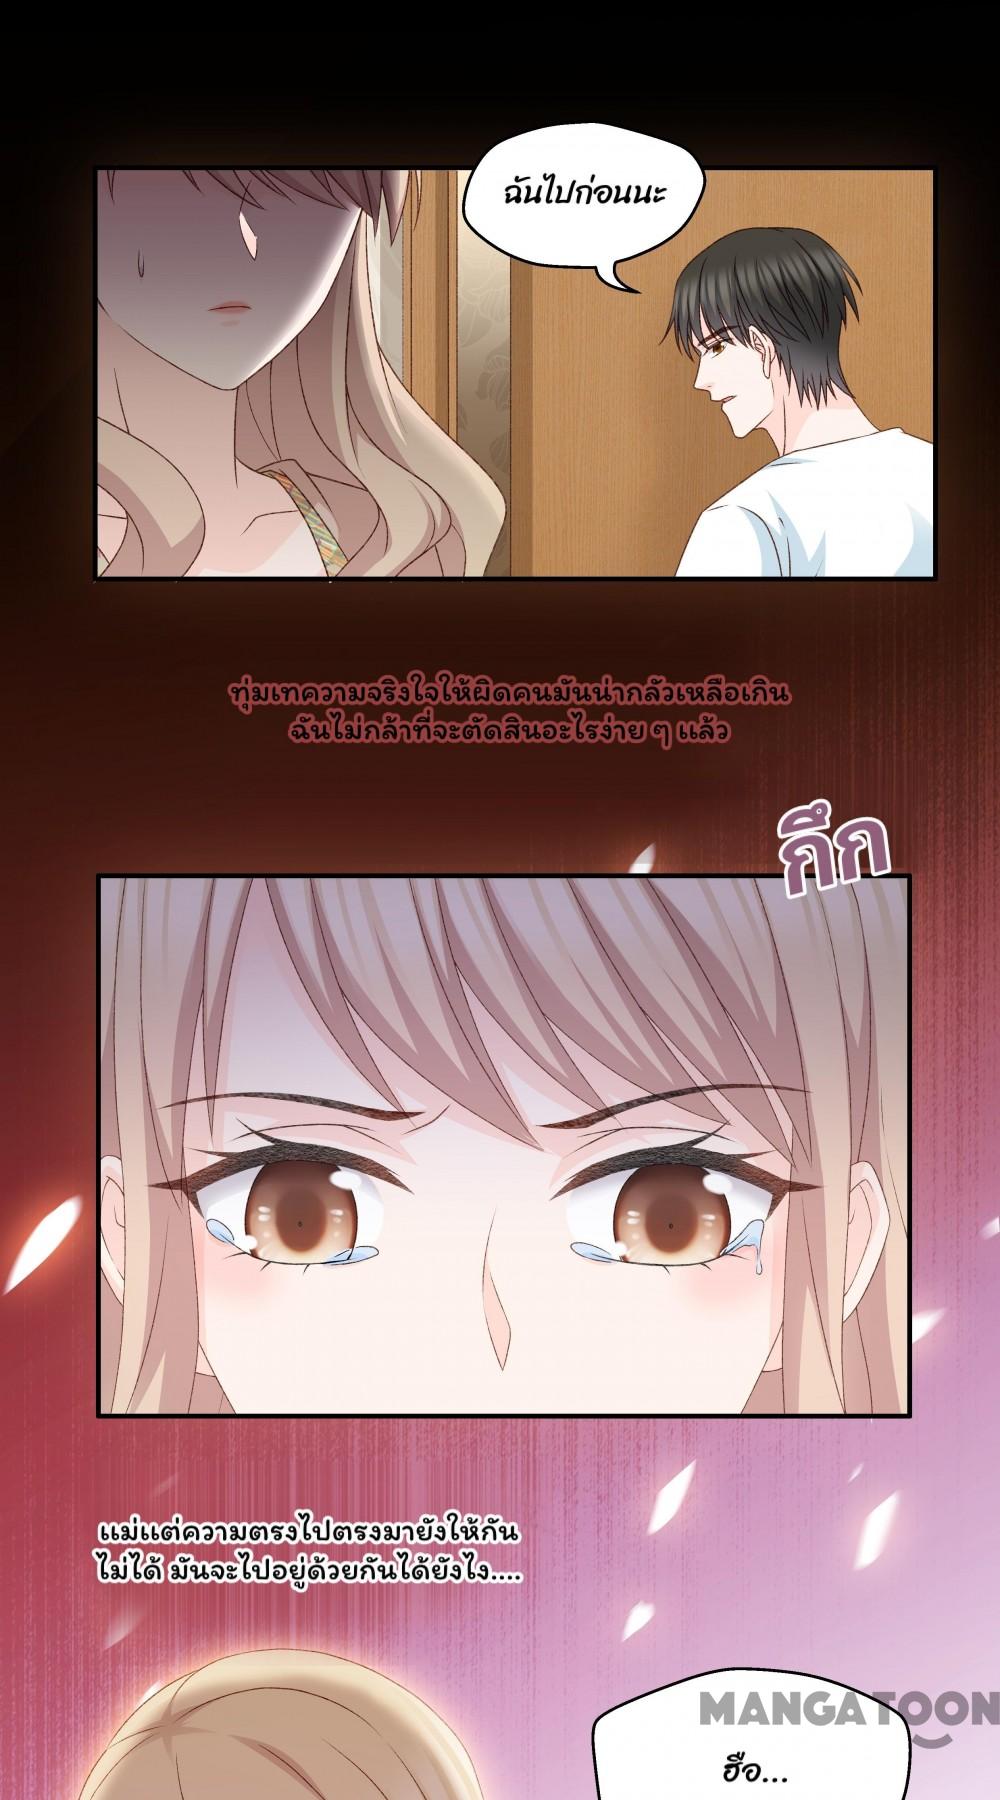 ฉันไปก่อนนะ
ทุ่มเทความจริงใจให้ผิดคนมันน่ากลัวเหลือเกิน
ฉันไม่กล้าที่จะตัดสินอะไรง่าย ๆ แล้ว
กึก
แม่แต่ความตรงไปตรงมายังให้กัน
ไม่ได้ มันจะไปอยู่ด้วยกันได้ยังไง....
MANGATOON
ฮือ...